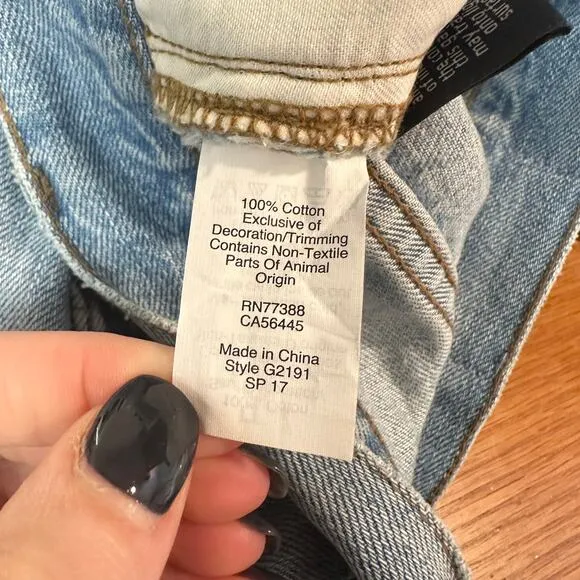 100% Cotton
Exclusive of
Decoration/Trimming
Contains Non-Textile
Parts Of Animal
Origin
RN77388
CA56445
Made in China
Style G2191
SP 17